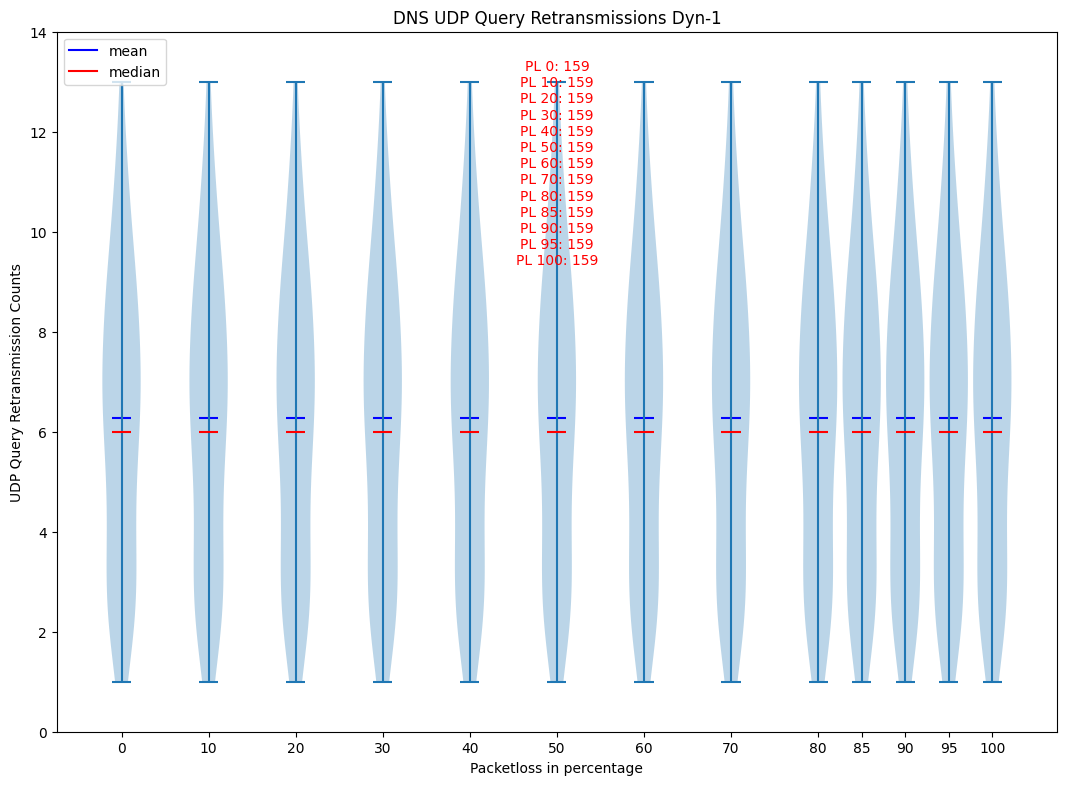 DNS UDP Query Retransmissions Dyn-1
mean
median
PL 0: 159
PL 10: 159
PL 20: 159
PL 30: 159
PL 40: 159
PL 50: 159
PL 60: 159
PL 70: 159
PL 80: 159
PL 85: 159
PL 90: 159
PL 95: 159
PL 100: 159
UDP Query Retransmission Counts
14
12
10
8
6
4
2
0
0 10 20 30 40 50 60 70 80 85 90 95 100
Packetloss in percentage